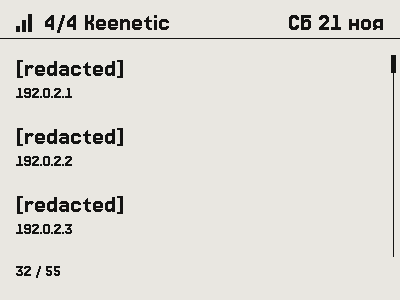 4/4 Keenetic
Сб 21 ноя
[redacted]
192.0.2.1
[redacted]
192.0.2.2
[redacted]
192.0.2.3
32 / 55